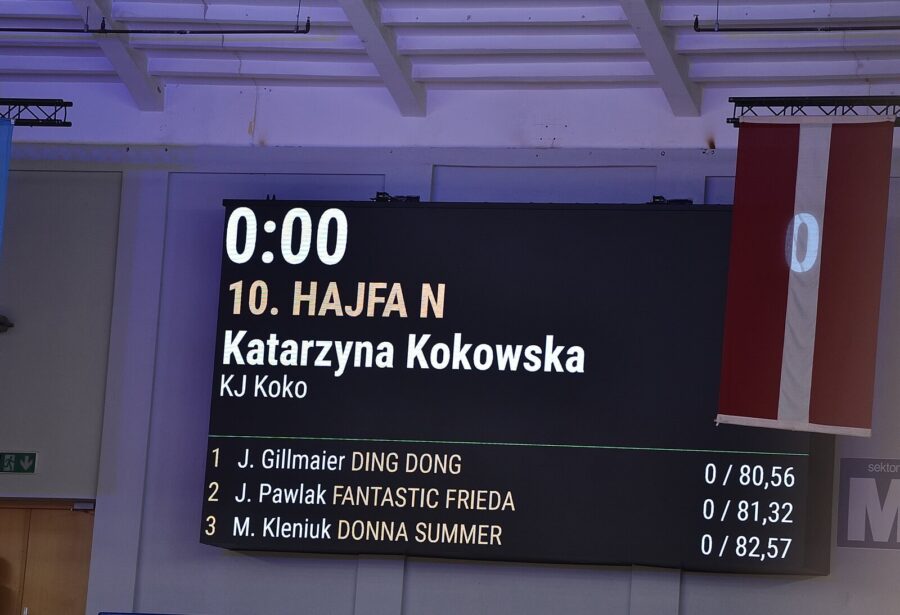 0:00
0
10. HAJFA N
Katarzyna Kokowska
KJ Koko
1 J. Gillmaier DING DONG 0 / 80,56
2 J. Pawlak FANTASTIC FRIEDA 0 / 81,32
3 M. Kleniuk DONNA SUMMER 0 / 82,57
sektor
M